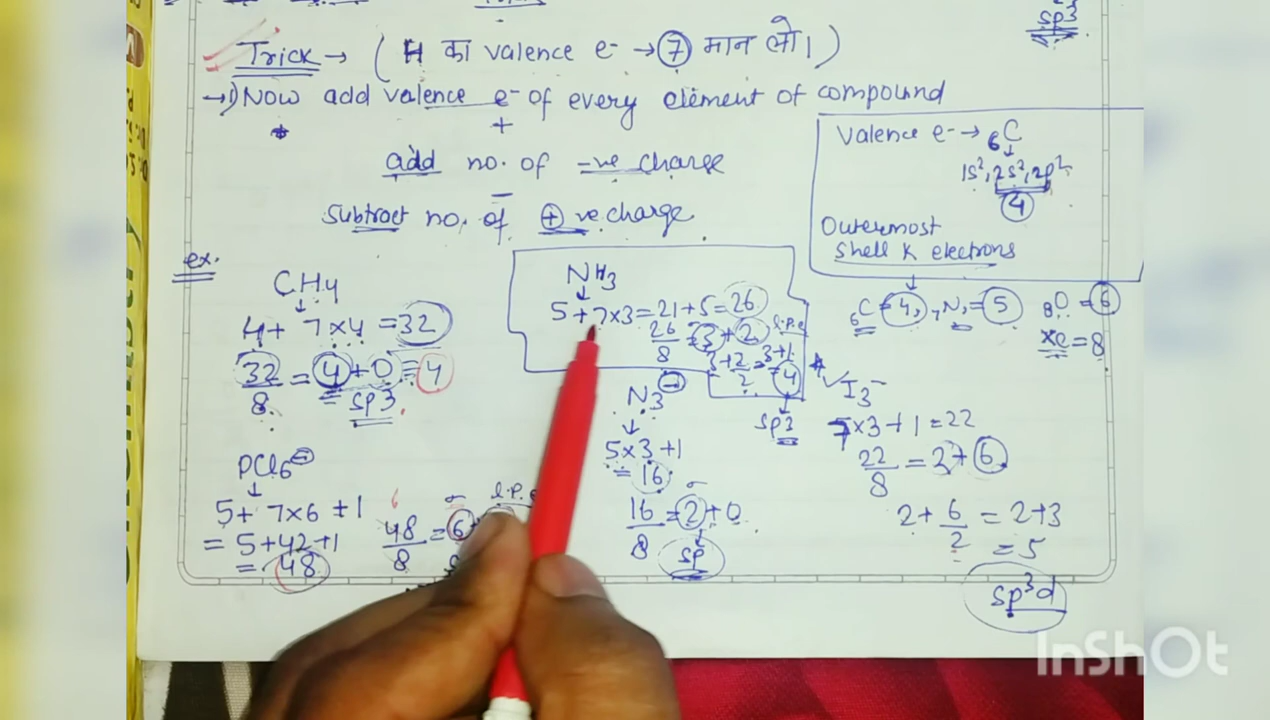 sp3
Trick → ( H का valence e- → 7 मान लो। )
→ 1) Now add valence e- of every element of compound
+
add no. of -ve charge
−
subtract no. of + ve charge
Valence e- → 6C
↓
1s², 2s², 2p²
4
Outermost
Shell k electrons
6C = 4, 7N = 5 8O = 6
Xe = 8
ex.
CH4
4 + 7×4 = 32
32/8 = 4 + 0 = 4
sp3
NH3
5 + 7×3 = 21 + 5 = 26
26/8 = 3 + 2 l.p.e
3 + 2/2 = 3+1
= 4
sp3
PCl6-
5 + 7×6 + 1
= 5 + 42 + 1
= 48
48/8 = 6
σ l.p.
N3-
5×3 + 1
= 16
σ
16/8 = 2 + 0
sp
I3-
7×3 + 1 = 22
22/8 = 2 + 6
2 + 6/2 = 2+3
= 5
sp³d
InShOt